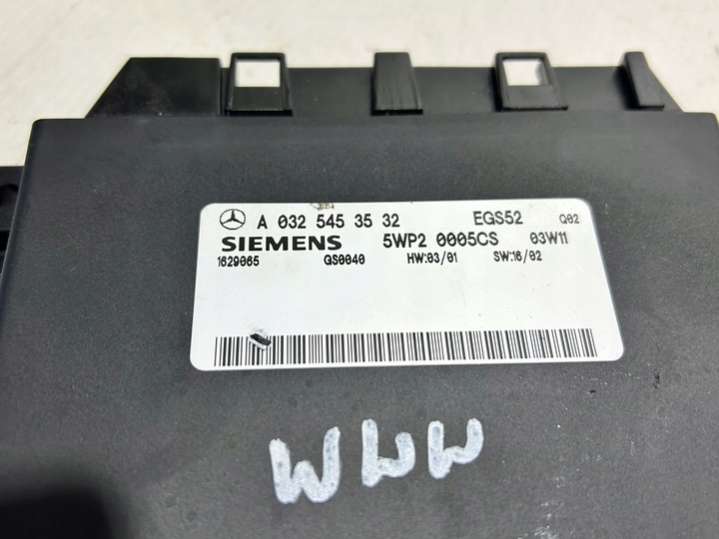 A 032 545 35 32 EGS52 Q02
SIEMENS 5WP2 0005CS 03W11
1629065 GS0040 HW:03/01 SW:16/02
WWW